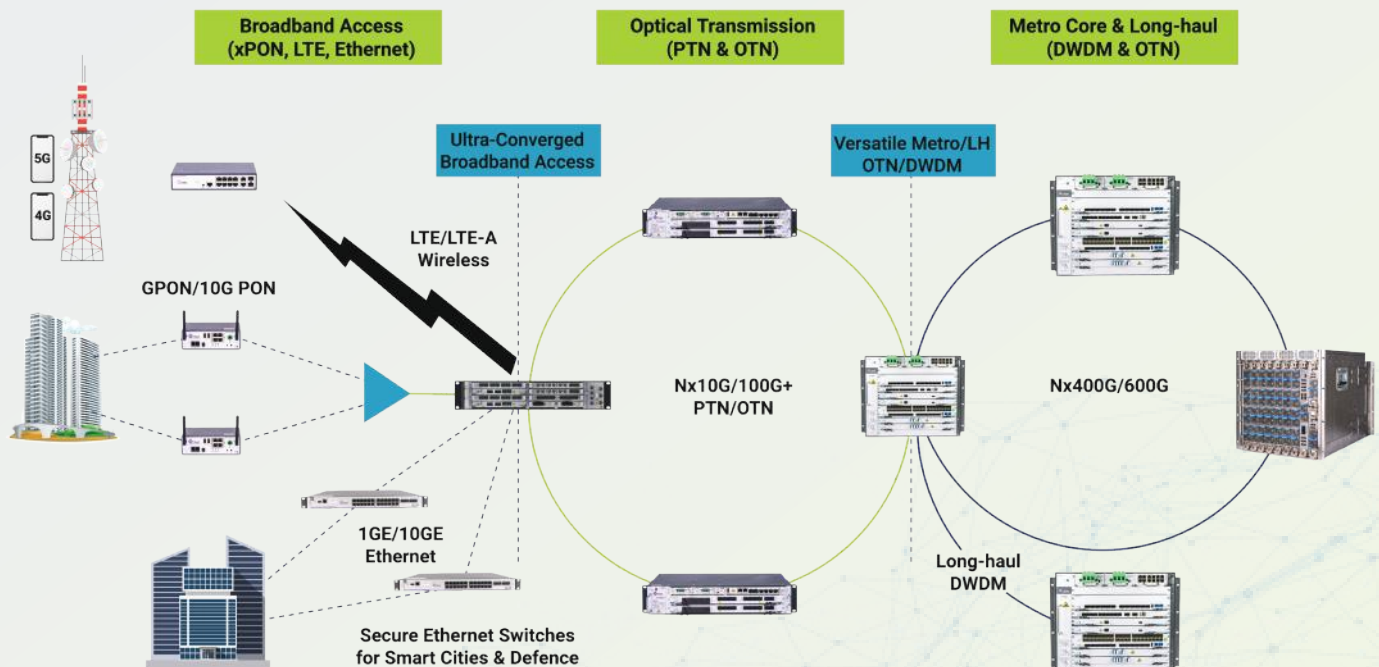 Broadband Access
(xPON, LTE, Ethernet)
Optical Transmission
(PTN & OTN)
Metro Core & Long-haul
(DWDM & OTN)
Ultra-Converged
Broadband Access
Versatile Metro/LH
OTN/DWDM
5G
4G
LTE/LTE-A
Wireless
GPON/10G PON
Nx10G/100G+
PTN/OTN
Nx400G/600G
1GE/10GE
Ethernet
Long-haul
DWDM
Secure Ethernet Switches
for Smart Cities & Defence